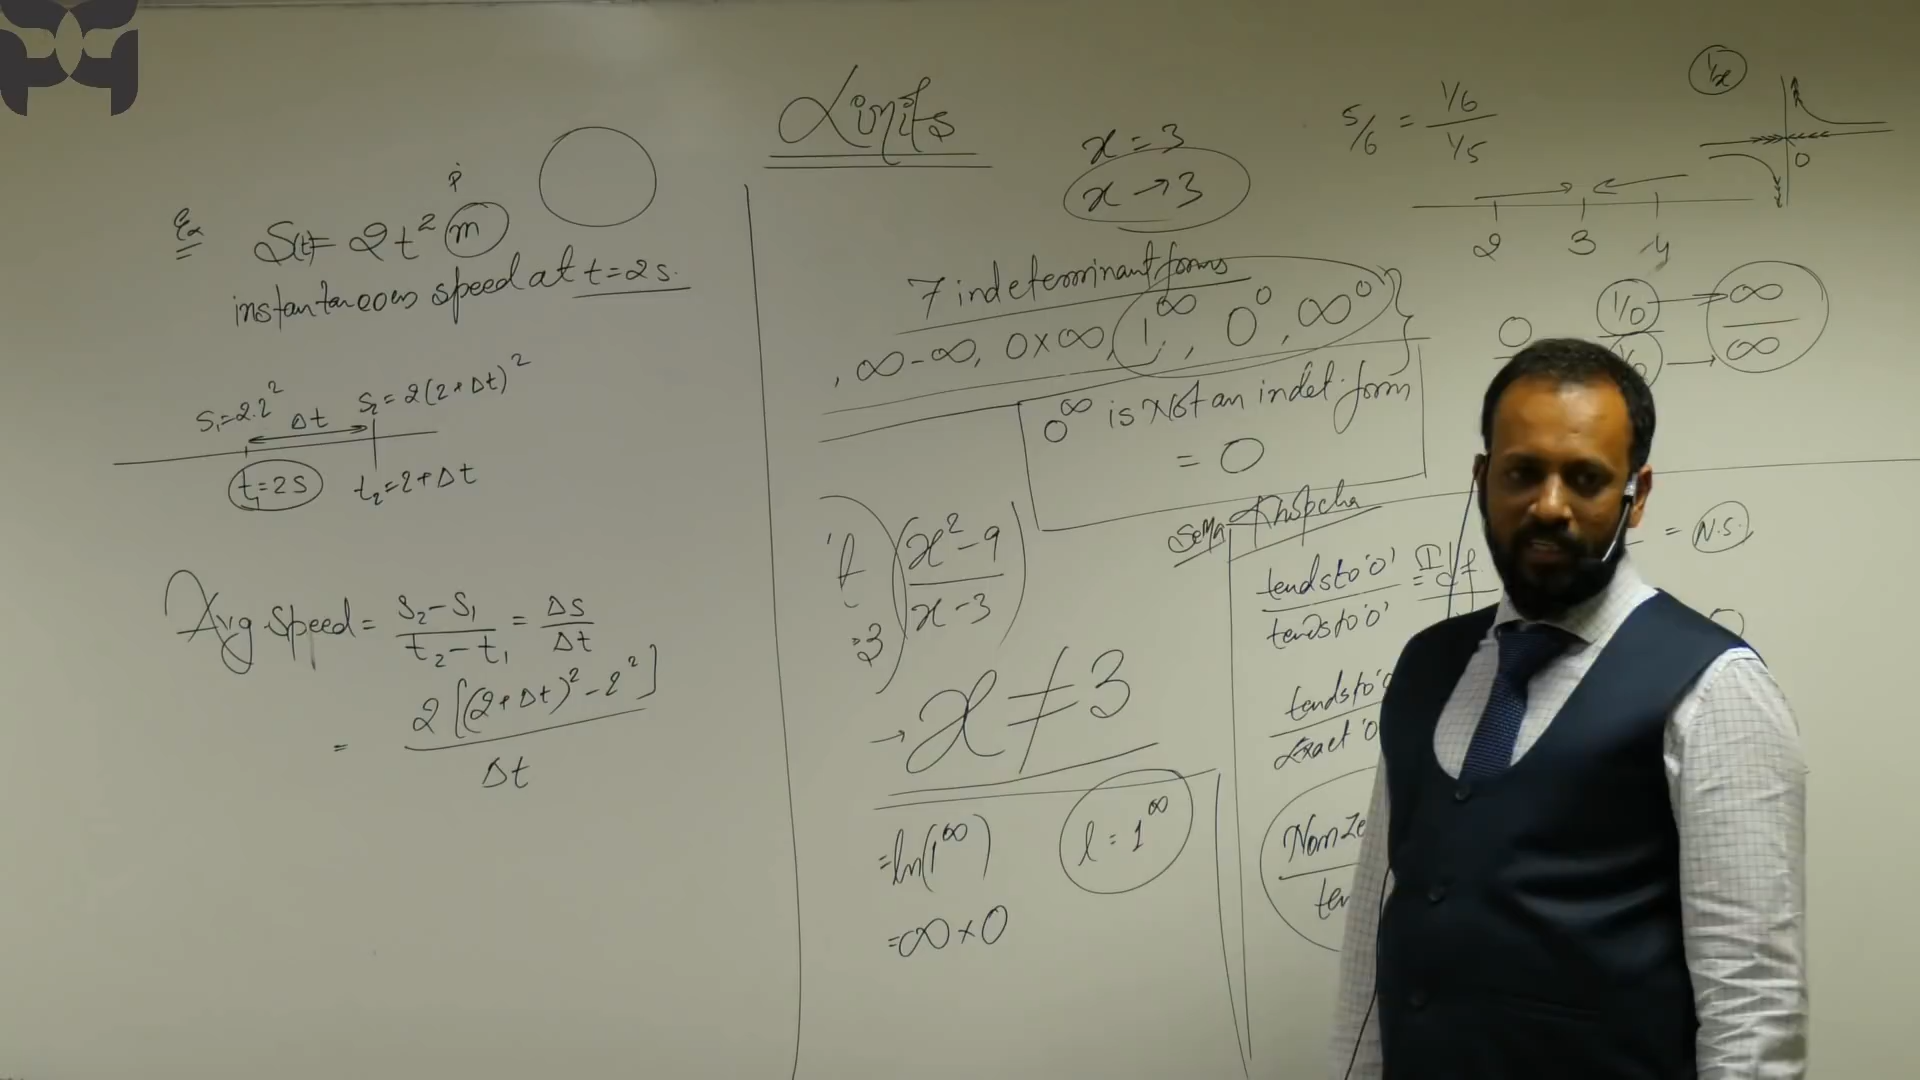 Limits
Ex S(t) = 2t² m
instantaneous speed at t=2s.
S₁=2.2² Δt S₂=2(2+Δt)²
t₁=2s t₂=2+Δt
Avg speed = S₂-S₁ / t₂-t₁ = Δs / Δt
= 2[(2+Δt)²-2²] / Δt
x=3
x→3
7 indeterminant forms
, ∞-∞, 0×∞, 1^∞, 0⁰, ∞⁰
0^∞ is Not an indet. form
= 0
(x²-9 / x-3)
→ x≠3
=ln(1^∞)
=∞×0
l = 1^∞
5/6 = 1/6 / 1/5
1/x
0
2 3 4
0
1/0 → ∞
→ ∞
tends to '0' / tends to '0' =
tends to '0 / Exact '0
= N.S.